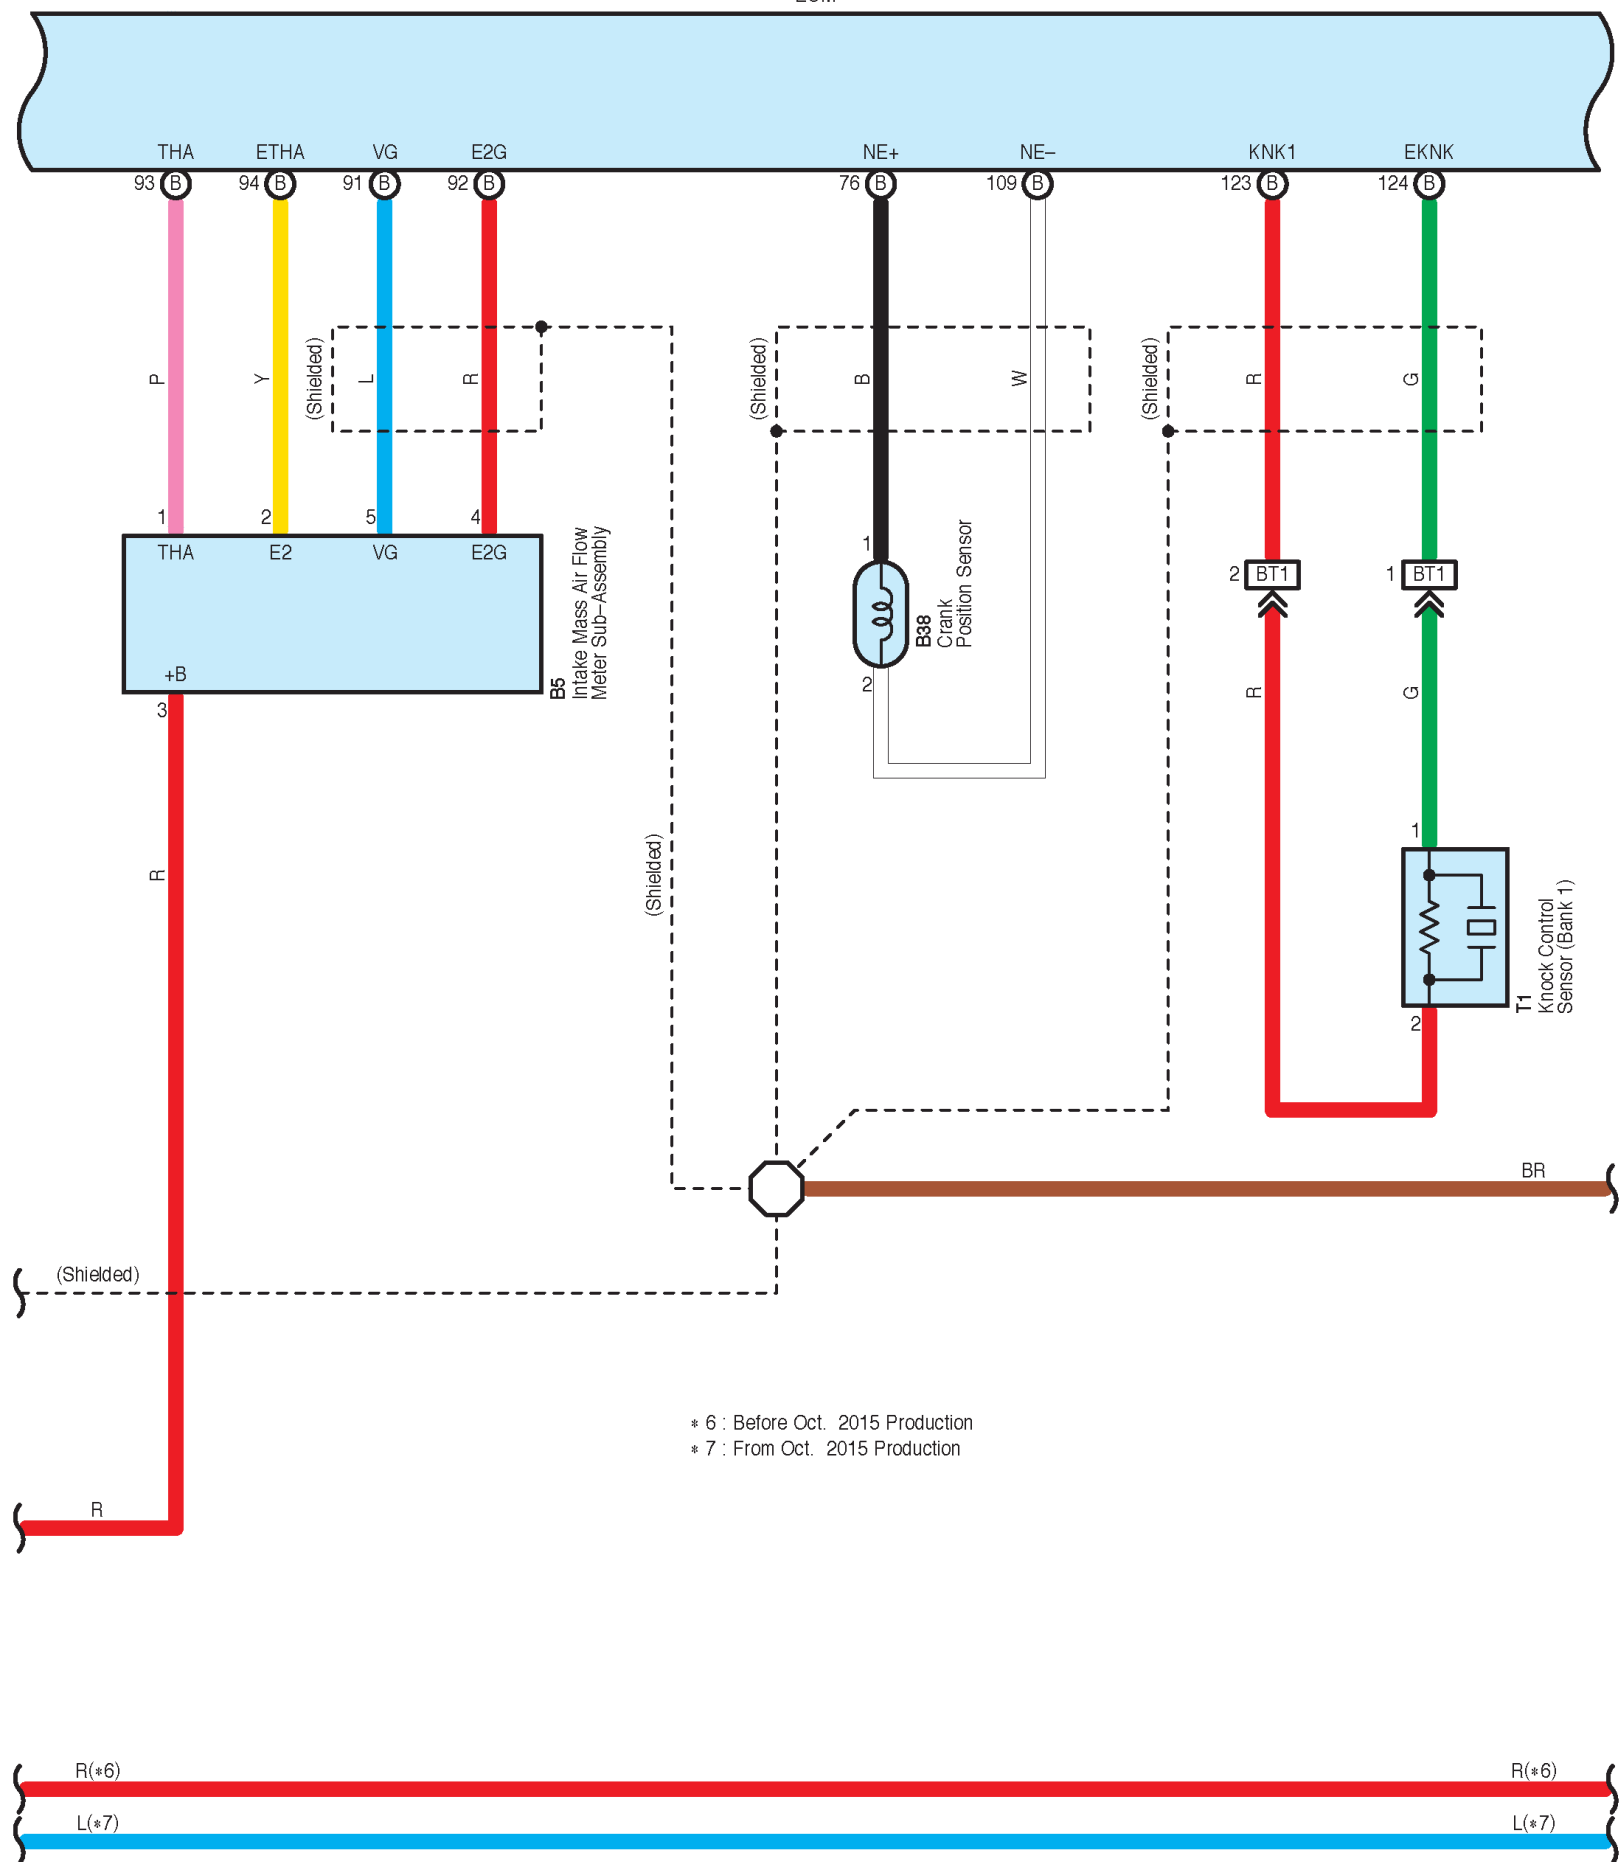 THA ETHA VG E2G NE+ NE– KNK1 EKNK
93 B 94 B 91 B 92 B 76 B 109 B 123 B 124 B
(Shielded) (Shielded) (Shielded)
P Y L R B W R G
1 2 5 4
THA E2 VG E2G
+B
3
B5
Intake Mass Air Flow
Meter Sub–Assembly
1
2
B38
Crank
Position Sensor
2 BT1 1 BT1
R G
R
(Shielded)
1
2
T1
Knock Control
Sensor (Bank 1)
BR
(Shielded)
* 6 : Before Oct. 2015 Production
* 7 : From Oct. 2015 Production
R
R(*6) R(*6)
L(*7) L(*7)